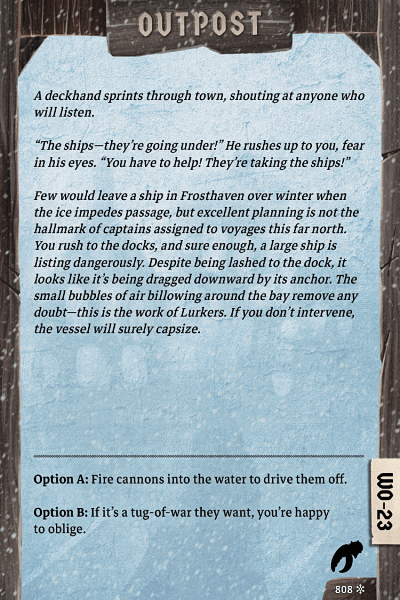 OUTPOST
A deckhand sprints through town, shouting at anyone who
will listen.
“The ships—they’re going under!” He rushes up to you, fear
in his eyes. “You have to help! They’re taking the ships!”
Few would leave a ship in Frosthaven over winter when
the ice impedes passage, but excellent planning is not the
hallmark of captains assigned to voyages this far north.
You rush to the docks, and sure enough, a large ship is
listing dangerously. Despite being lashed to the dock, it
looks like it’s being dragged downward by its anchor. The
small bubbles of air billowing around the bay remove any
doubt—this is the work of Lurkers. If you don’t intervene,
the vessel will surely capsize.
Option A: Fire cannons into the water to drive them off.
Option B: If it’s a tug-of-war they want, you’re happy
to oblige.
WO-23
808